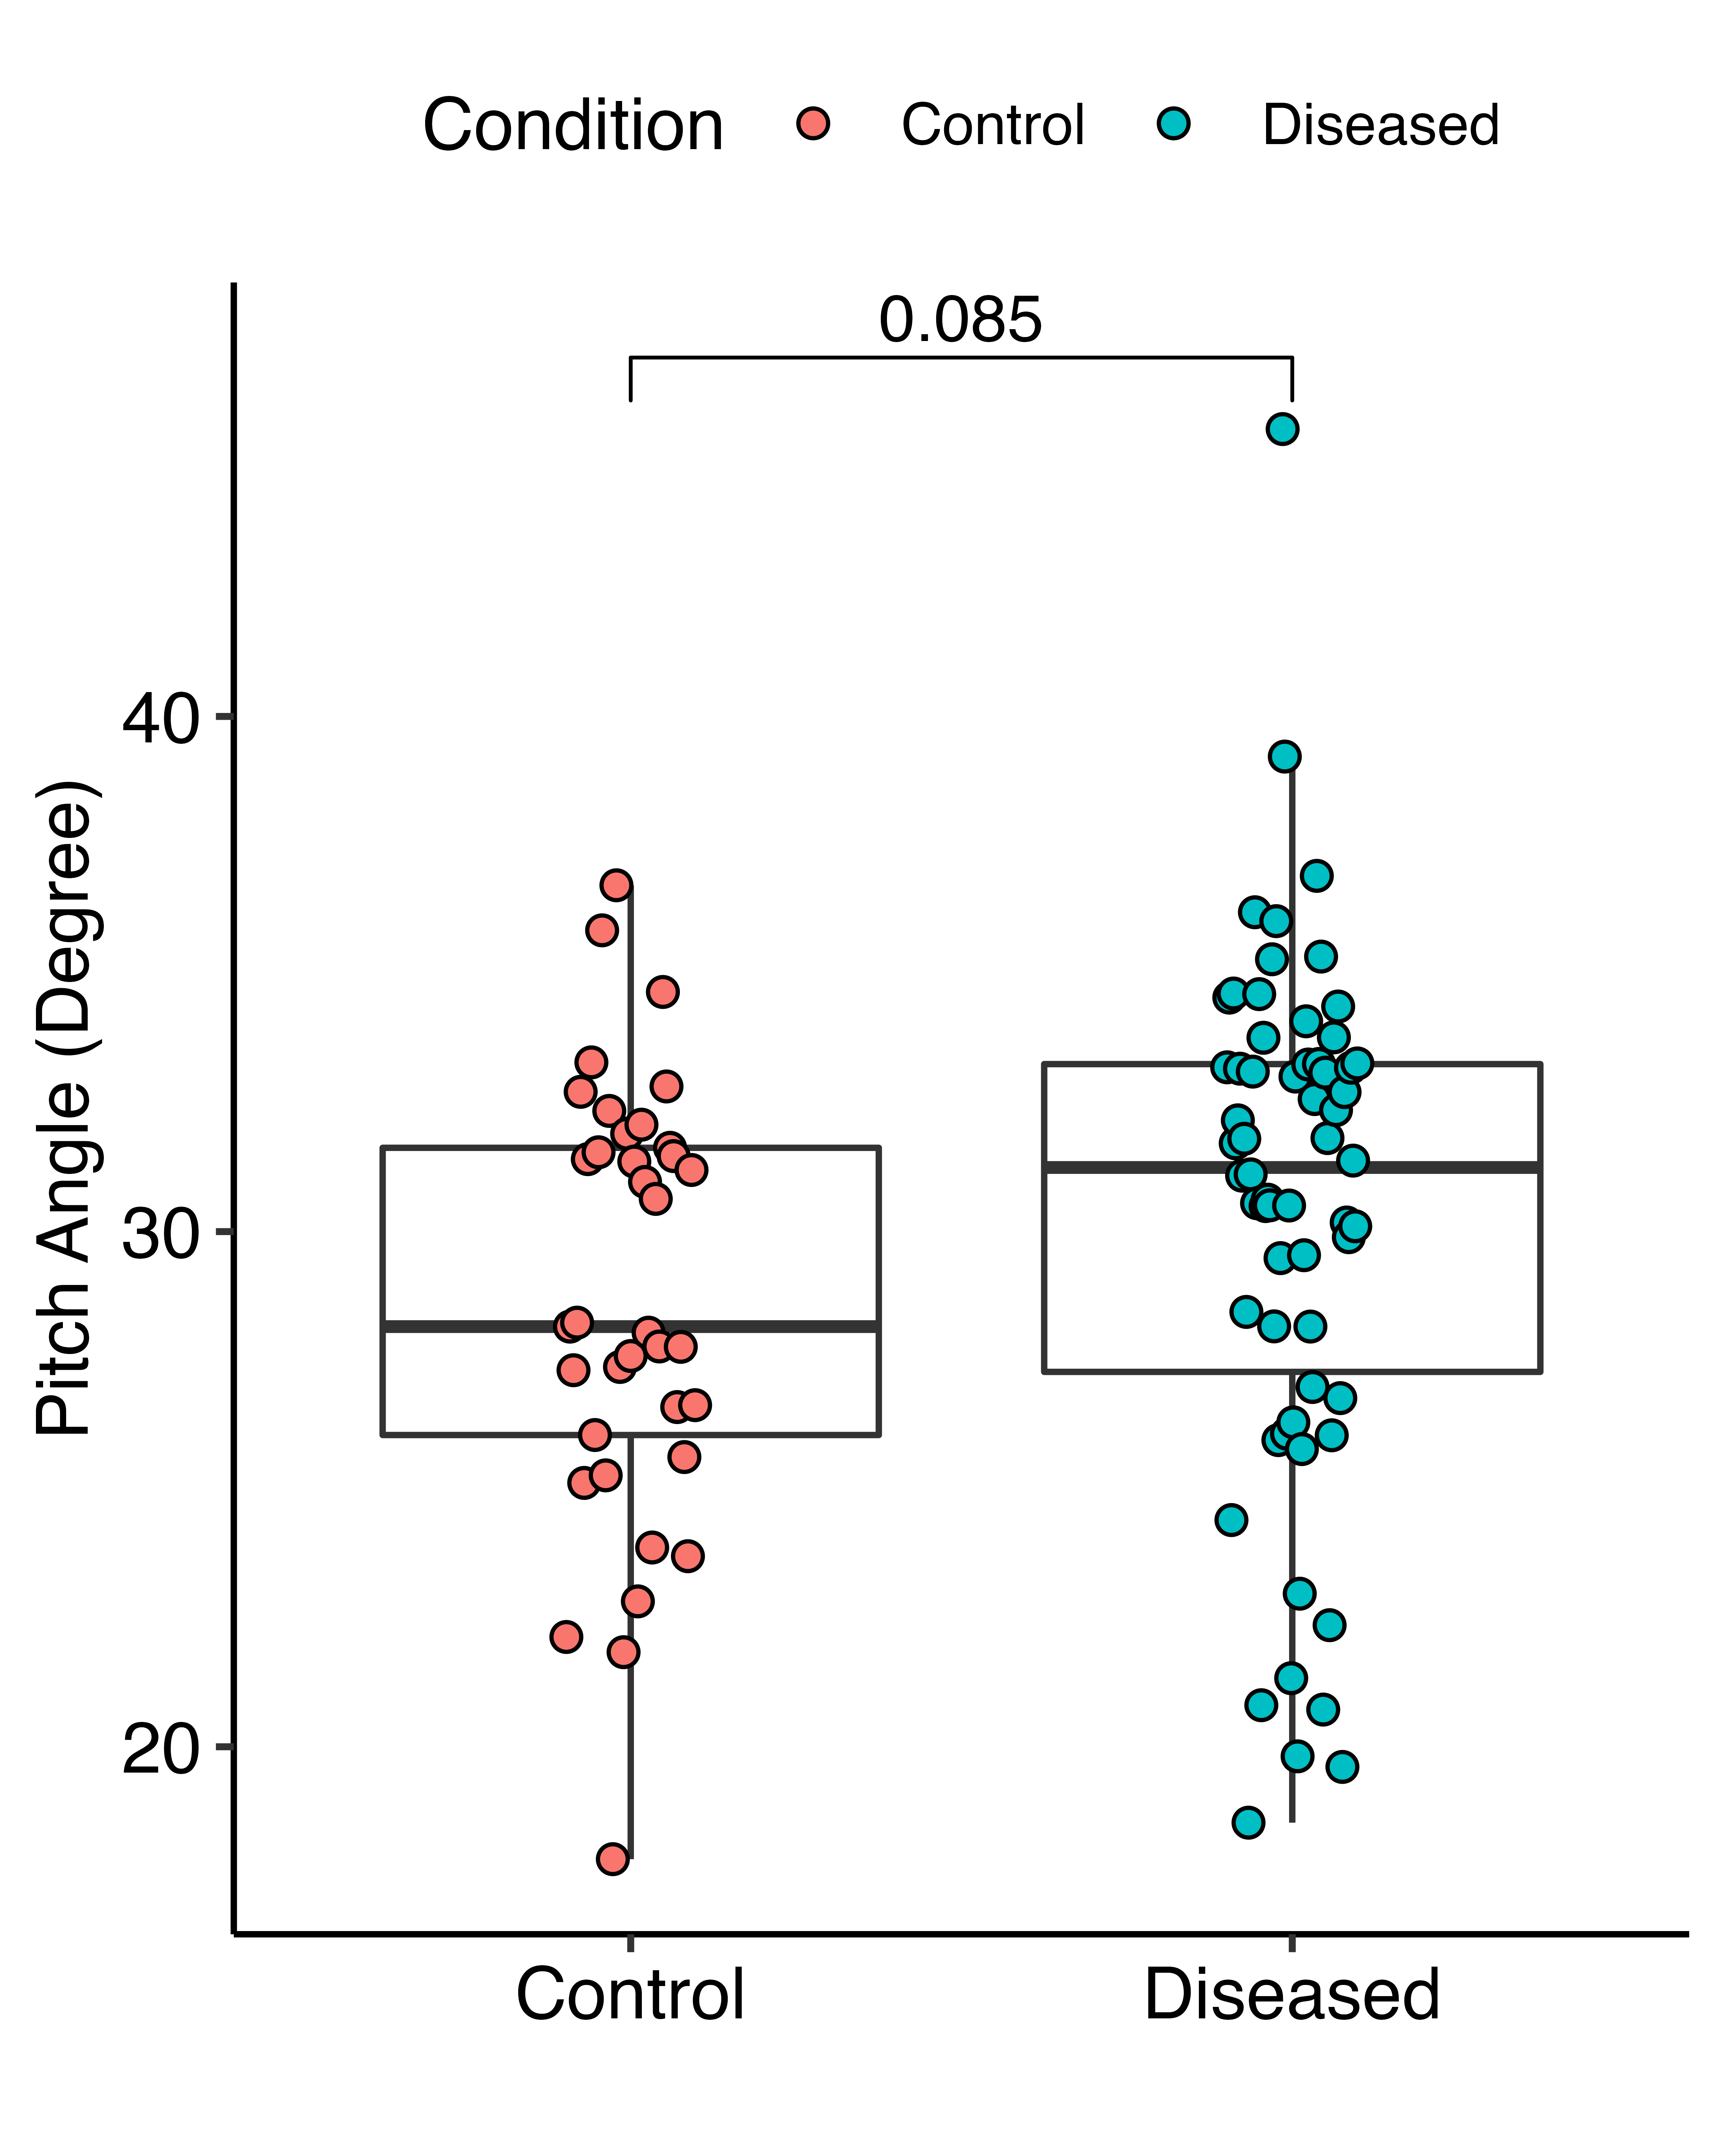 Condition Control Diseased
0.085
Pitch Angle (Degree)
40
30
20
Control Diseased